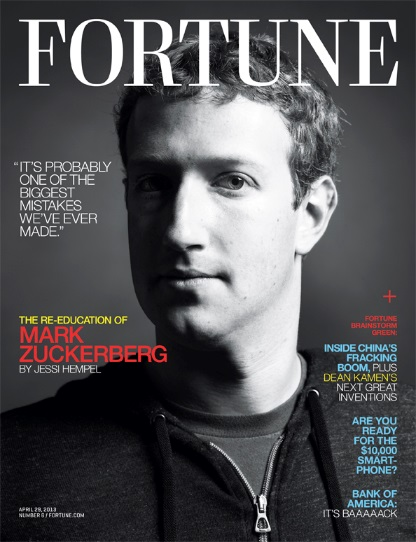 FORTUNE
“IT’S PROBABLY
ONE OF THE
BIGGEST
MISTAKES
WE’VE EVER
MADE.”
THE RE-EDUCATION OF
MARK
ZUCKERBERG
BY JESSI HEMPEL
APRIL 29, 2013
NUMBER 6 / FORTUNE.COM
+
FORTUNE
BRAINSTORM
GREEN:
INSIDE CHINA’S
FRACKING
BOOM, PLUS
DEAN KAMEN’S
NEXT GREAT
INVENTIONS
ARE YOU
READY
FOR THE
$10,000
SMART-
PHONE?
BANK OF
AMERICA:
IT’S BAAAAACK